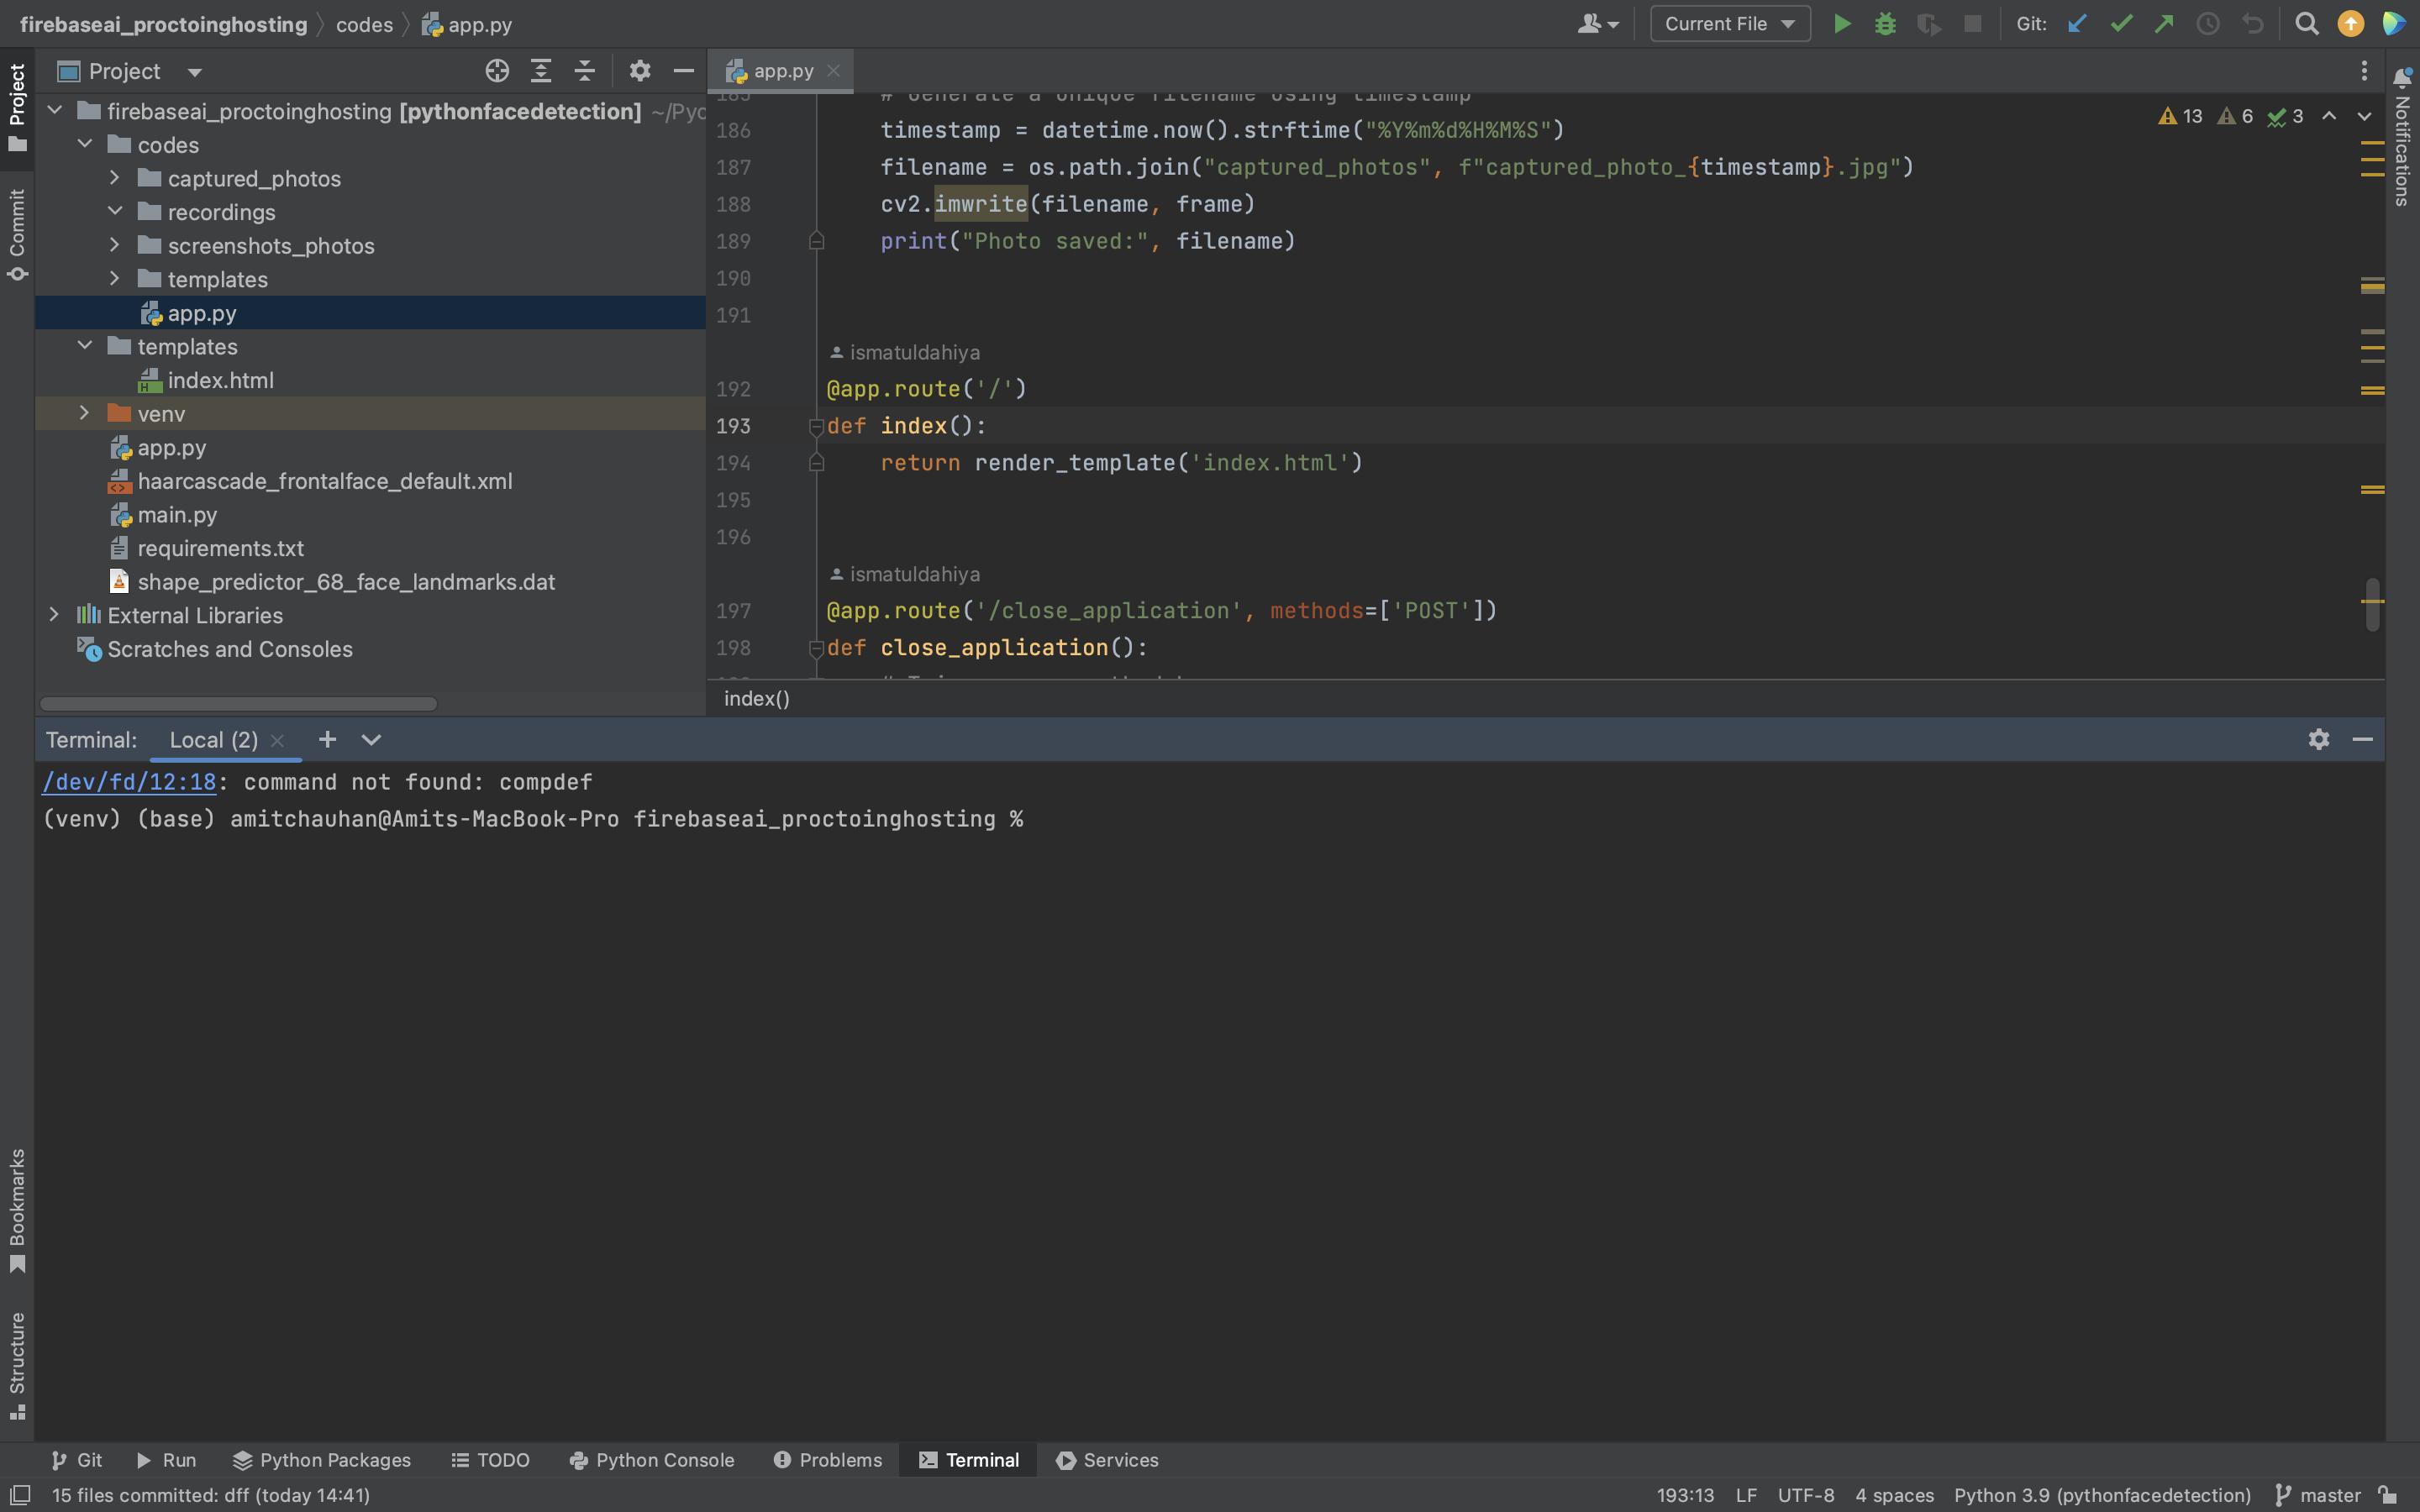 firebaseai_proctoinghosting codes app.py
Current File
Git:
Project
firebaseai_proctoinghosting [pythonfacedetection] ~/Pyc
codes
captured_photos
recordings
screenshots_photos
templates
app.py
templates
index.html
venv
app.py
haarcascade_frontalface_default.xml
main.py
requirements.txt
shape_predictor_68_face_landmarks.dat
External Libraries
Scratches and Consoles
Project
Commit
Bookmarks
Structure
app.py
13 6 3
185 # Generate a unique filename using timestamp
186 timestamp = datetime.now().strftime("%Y%m%d%H%M%S")
187 filename = os.path.join("captured_photos", f"captured_photo_{timestamp}.jpg")
188 cv2.imwrite(filename, frame)
189 print("Photo saved:", filename)
190
191
ismatuldahiya
192 @app.route('/')
193 def index():
194 return render_template('index.html')
195
196
ismatuldahiya
197 @app.route('/close_application', methods=['POST'])
198 def close_application():
index()
Notifications
Terminal: Local (2)
/dev/fd/12:18: command not found: compdef
(venv) (base) amitchauhan@Amits-MacBook-Pro firebaseai_proctoinghosting %
Git Run Python Packages TODO Python Console Problems Terminal Services
15 files committed: dff (today 14:41)
193:13 LF UTF-8 4 spaces Python 3.9 (pythonfacedetection) master